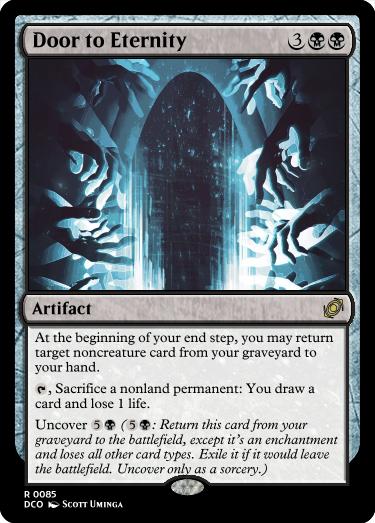 Door to Eternity 3
Artifact
At the beginning of your end step, you may return
target noncreature card from your graveyard to
your hand.
, Sacrifice a nonland permanent: You draw a
card and lose 1 life.
Uncover 5 (5 : Return this card from your
graveyard to the battlefield, except it's an enchantment
and loses all other card types. Exile it if it would leave
the battlefield. Uncover only as a sorcery.)
R 0085
DCO Scott Uminga